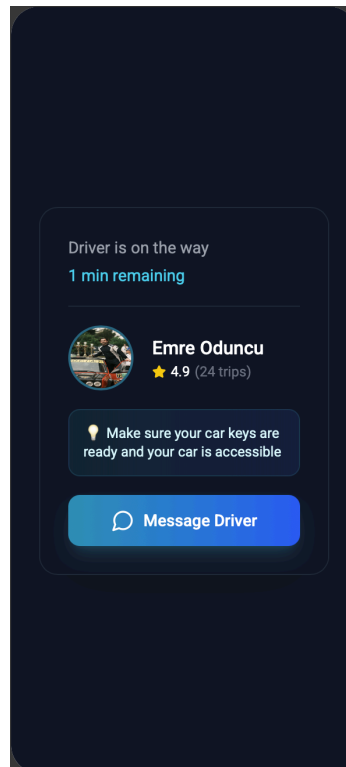 Driver is on the way
1 min remaining
Emre Oduncu
4.9 (24 trips)
Make sure your car keys are
ready and your car is accessible
Message Driver